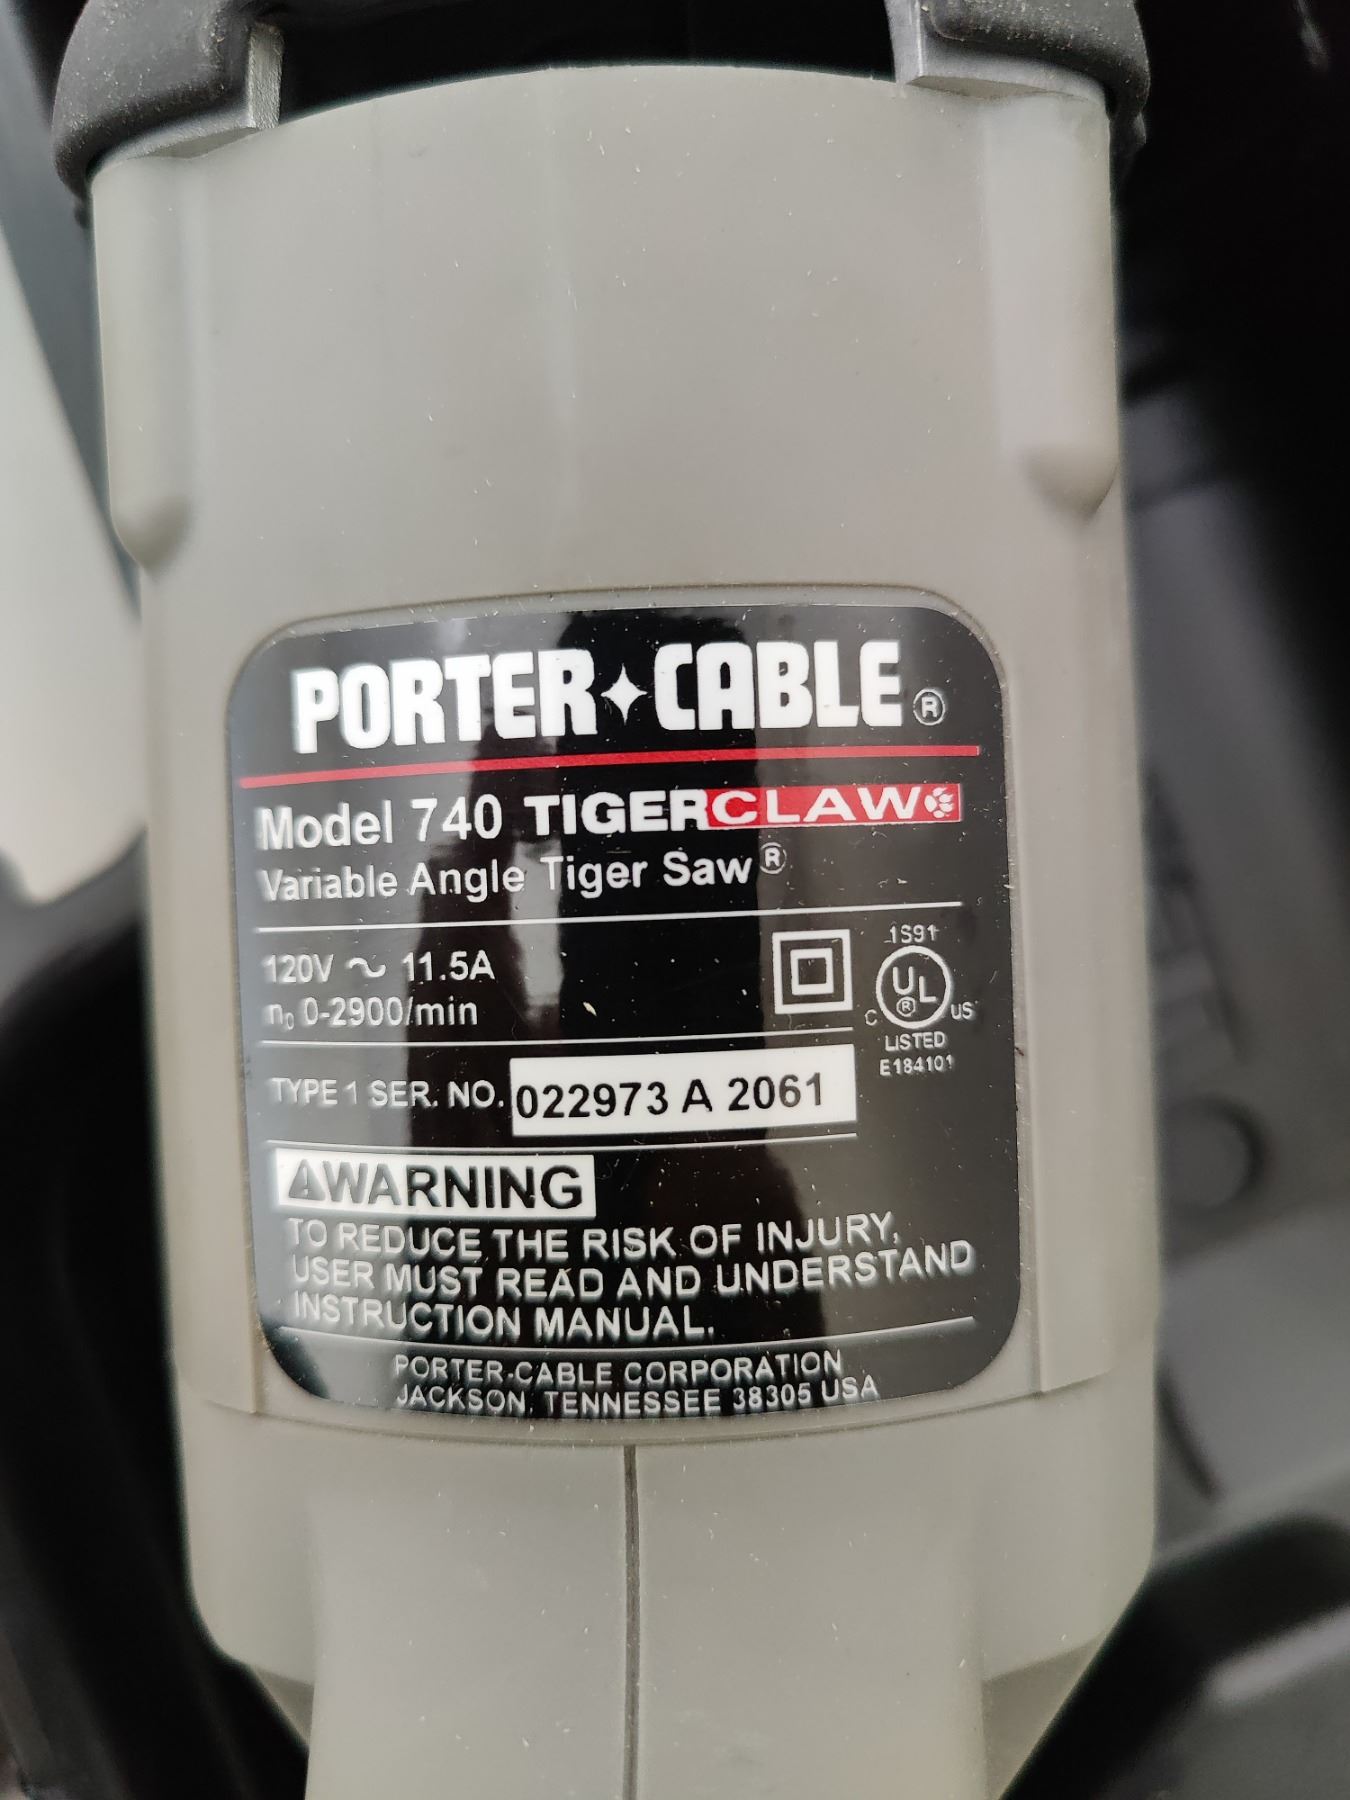 PORTER✦CABLE®
Model 740 TIGERCLAW
Variable Angle Tiger Saw®
120V ~ 11.5A
n₀ 0-2900/min
1S91
C UL® US
LISTED
E184101
TYPE 1 SER. NO. 022973 A 2061
⚠WARNING
TO REDUCE THE RISK OF INJURY,
USER MUST READ AND UNDERSTAND
INSTRUCTION MANUAL.
PORTER-CABLE CORPORATION
JACKSON, TENNESSEE 38305 USA